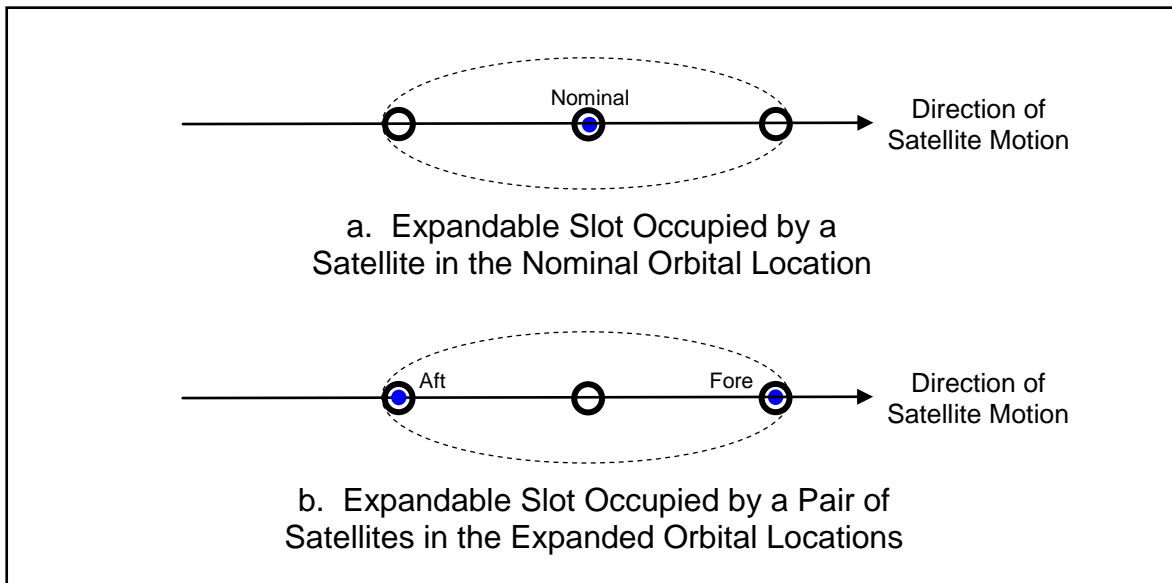 Nominal
Direction of
Satellite Motion
a. Expandable Slot Occupied by a
Satellite in the Nominal Orbital Location
Aft
Fore
Direction of
Satellite Motion
b. Expandable Slot Occupied by a Pair of
Satellites in the Expanded Orbital Locations